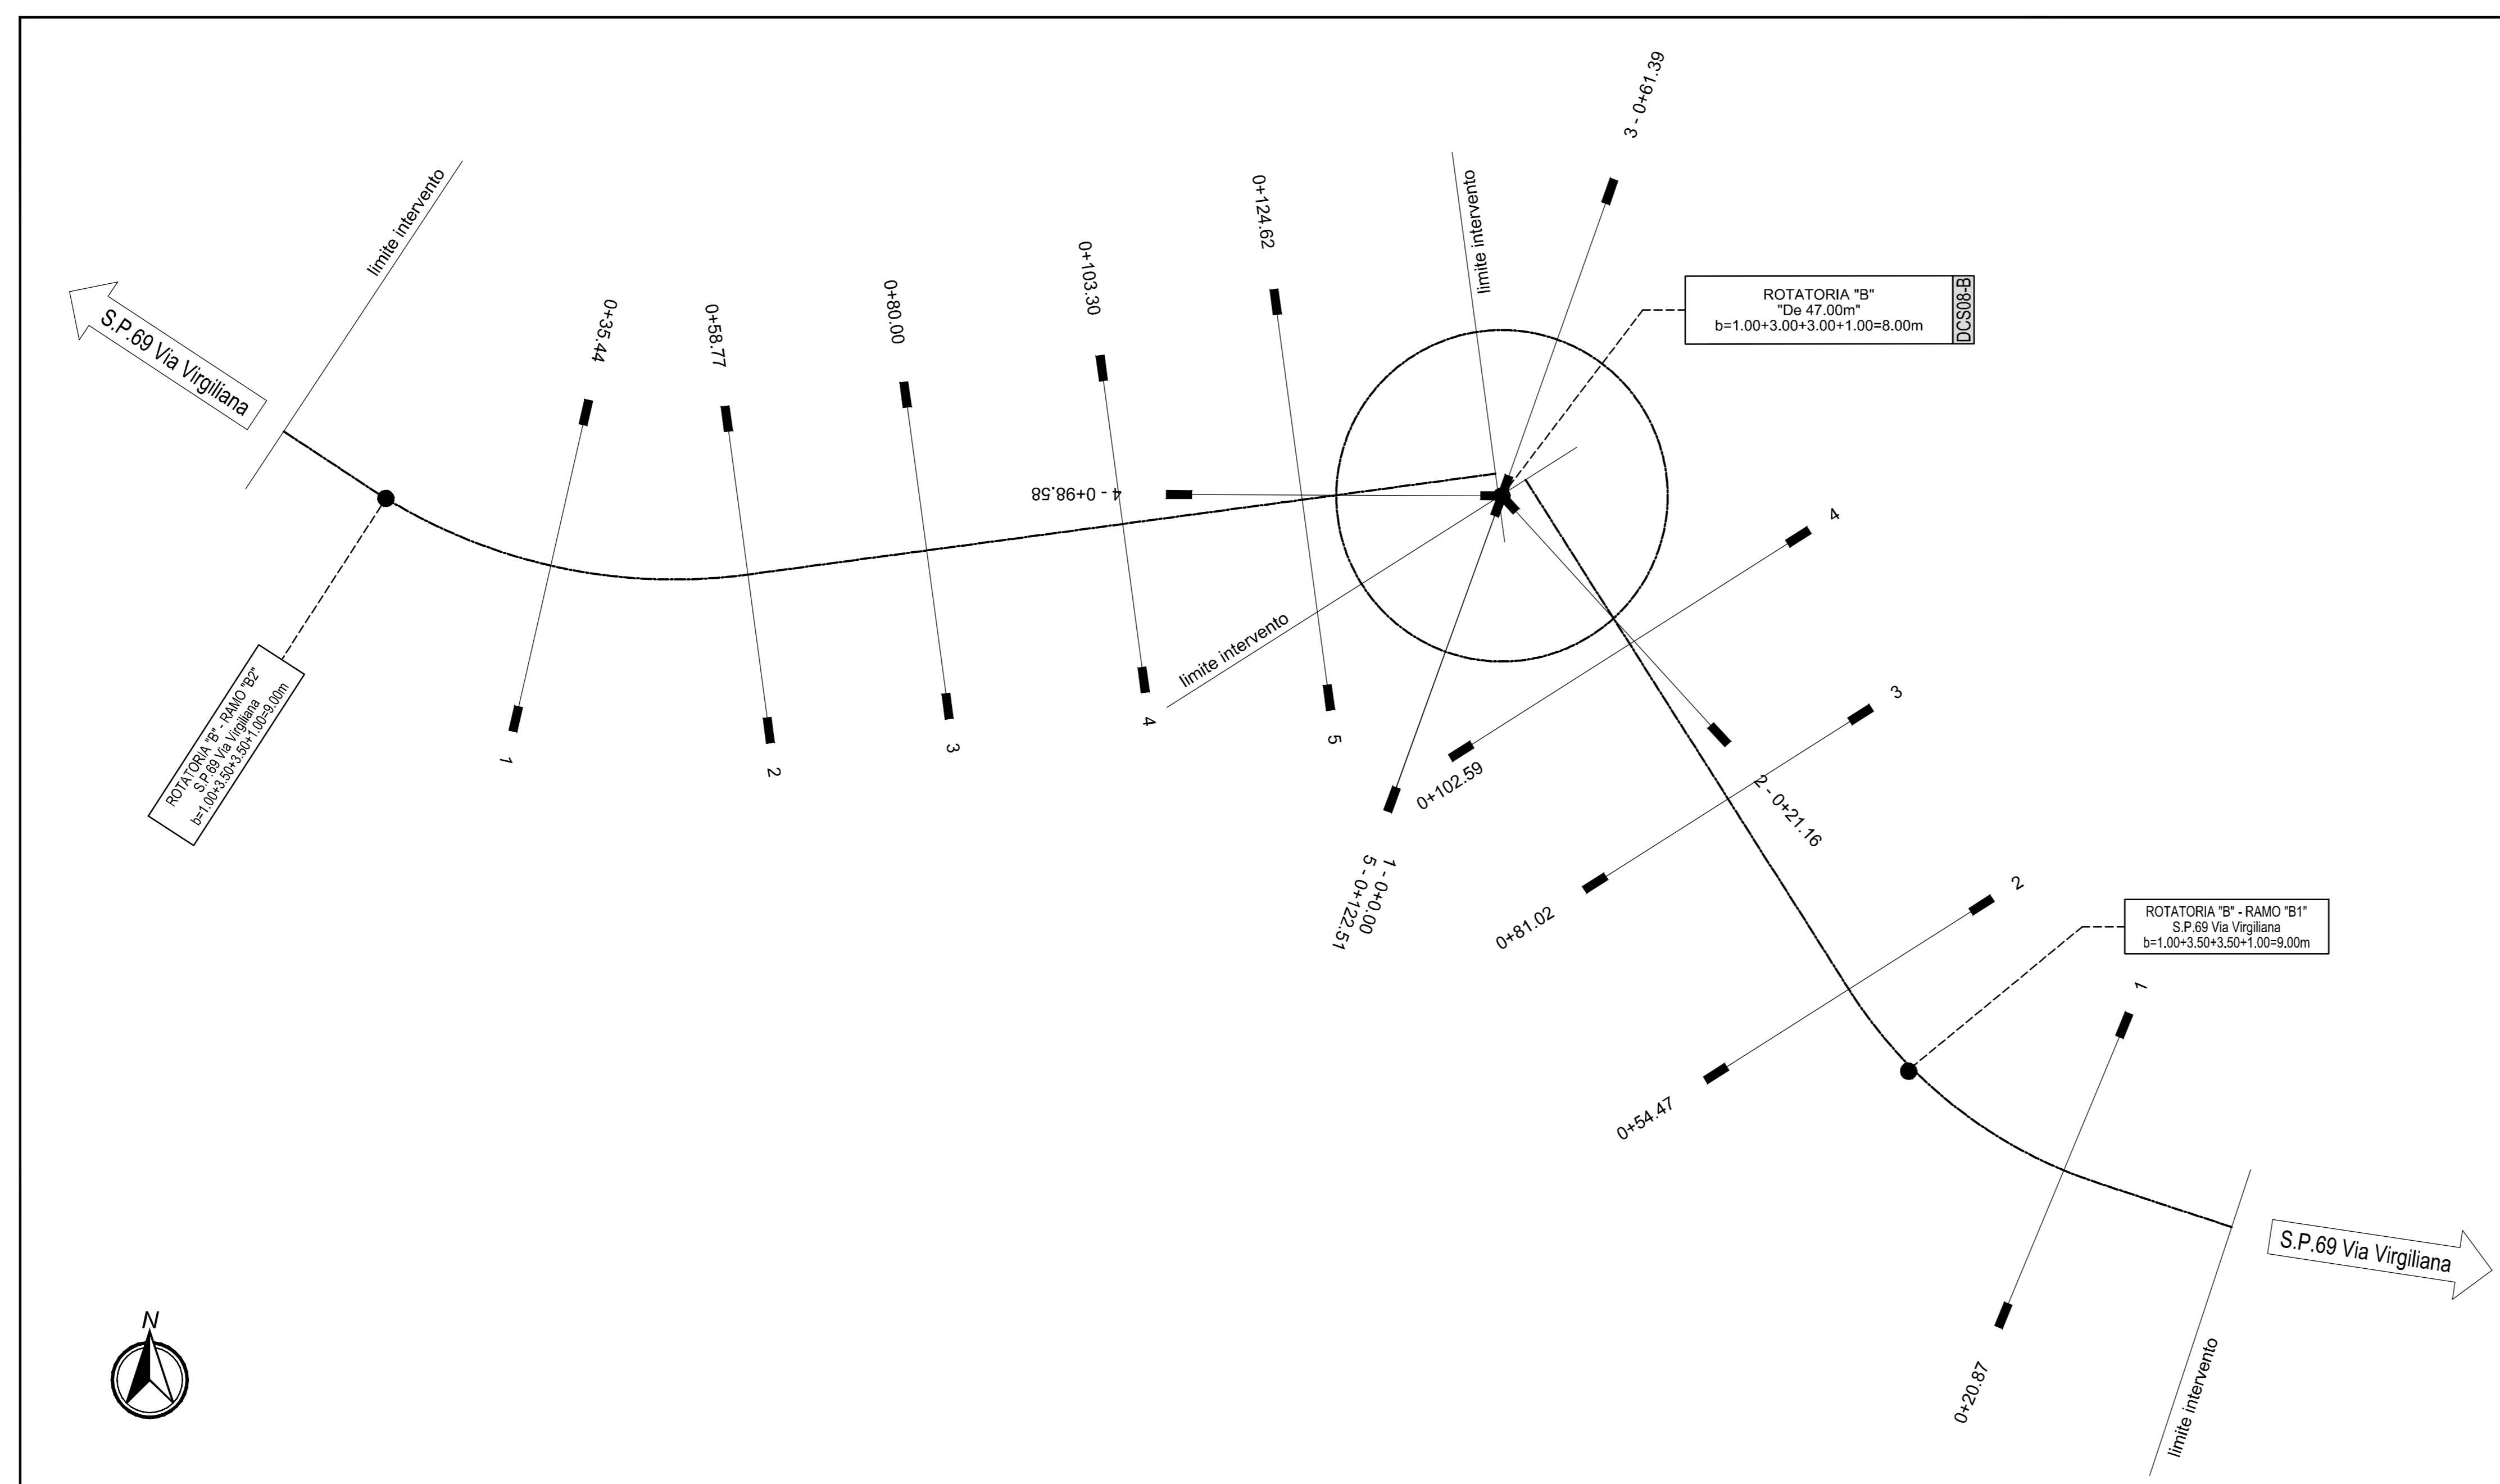 3 - 0+61.39
limite intervento
limite intervento
0+124.62
0+103.30
0+80.00
0+58.77
0+35.44
S.P.69 Via Virgiliana
ROTATORIA "B"
"De 47.00m"
b=1.00+3.00+3.00+1.00=8.00m
DCS08-B
4 - 0+98.58
4
limite intervento
ROTATORIA "B" - RAMO "B2"
S.P.69 Via Virgiliana
b=1.00+3.50+3.50+1.00=9.00m
1
2
3
4
5
3
0+102.59
2 - 0+21.16
1 - 0+0.00
5 - 0+122.51
0+81.02
2
ROTATORIA "B" - RAMO "B1"
S.P.69 Via Virgiliana
b=1.00+3.50+3.50+1.00=9.00m
1
0+54.47
S.P.69 Via Virgiliana
N
0+20.87
limite intervento